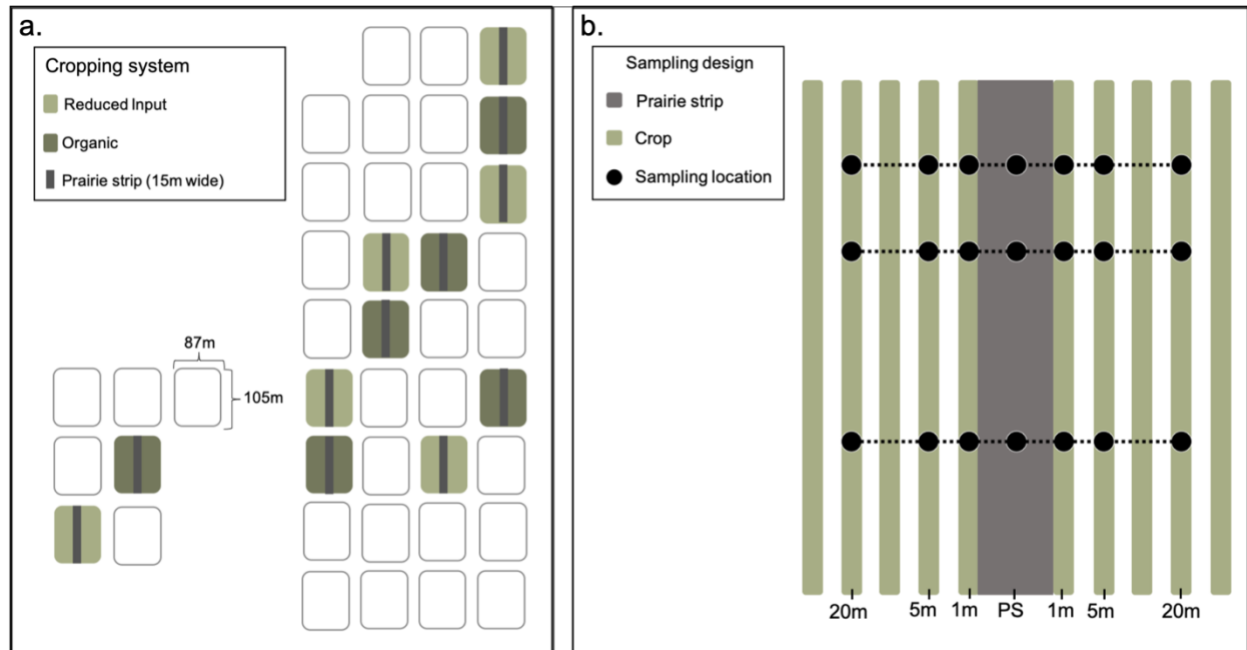 a.
Cropping system
Reduced Input
Organic
Prairie strip (15m wide)
87m
105m
b.
Sampling design
Prairie strip
Crop
Sampling location
20m 5m 1m PS 1m 5m 20m